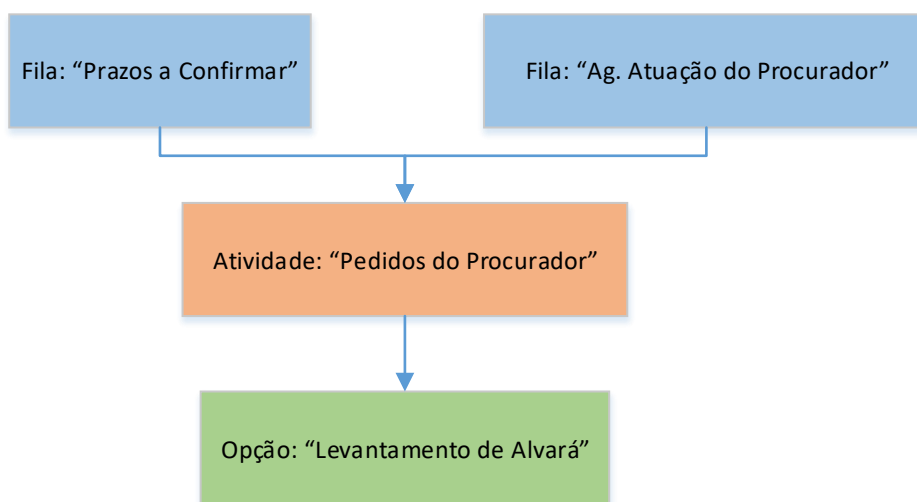 Fila: “Prazos a Confirmar”
Fila: “Ag. Atuação do Procurador”
Atividade: “Pedidos do Procurador”
Opção: “Levantamento de Alvará”